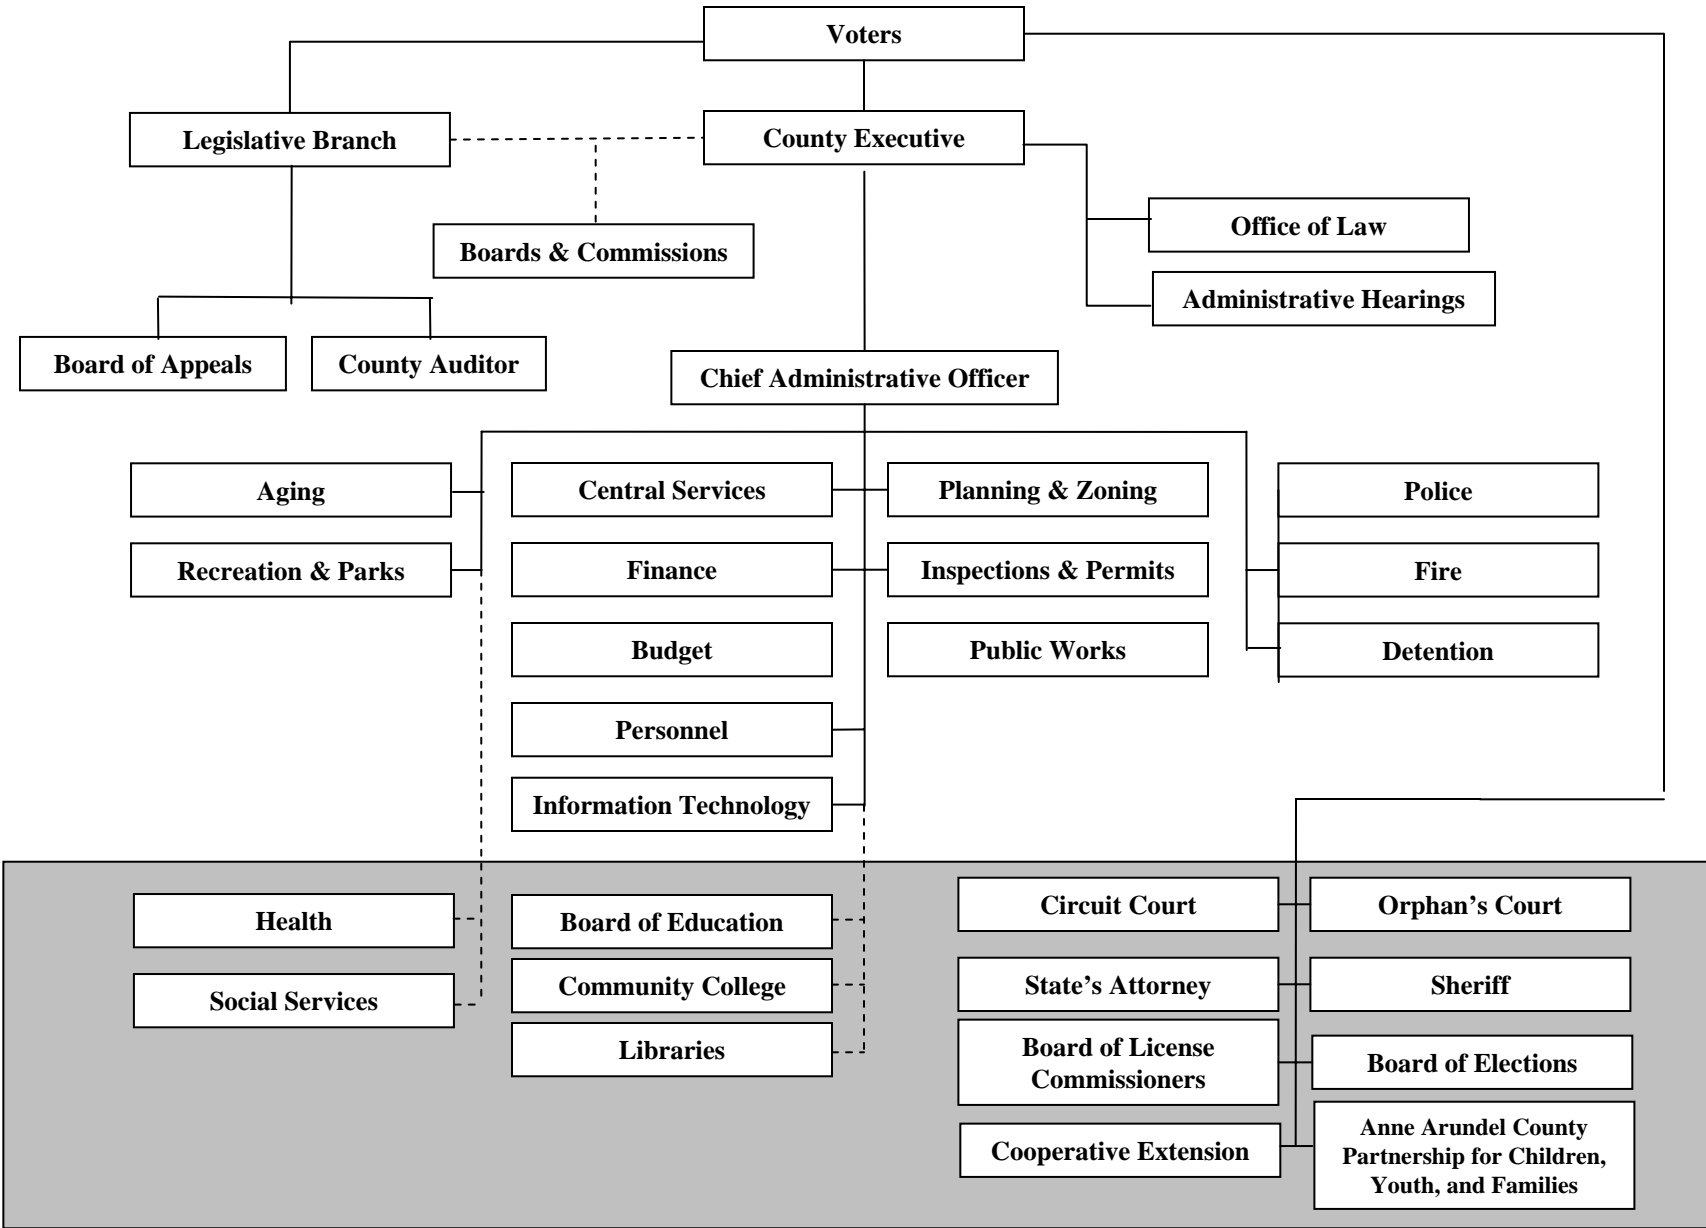 Voters
Legislative Branch
County Executive
Boards & Commissions
Office of Law
Administrative Hearings
Board of Appeals
County Auditor
Chief Administrative Officer
Aging
Central Services
Planning & Zoning
Police
Recreation & Parks
Finance
Inspections & Permits
Fire
Budget
Public Works
Detention
Personnel
Information Technology
Health
Board of Education
Circuit Court
Orphan’s Court
Social Services
Community College
State’s Attorney
Sheriff
Libraries
Board of License
Commissioners
Board of Elections
Cooperative Extension
Anne Arundel County
Partnership for Children,
Youth, and Families